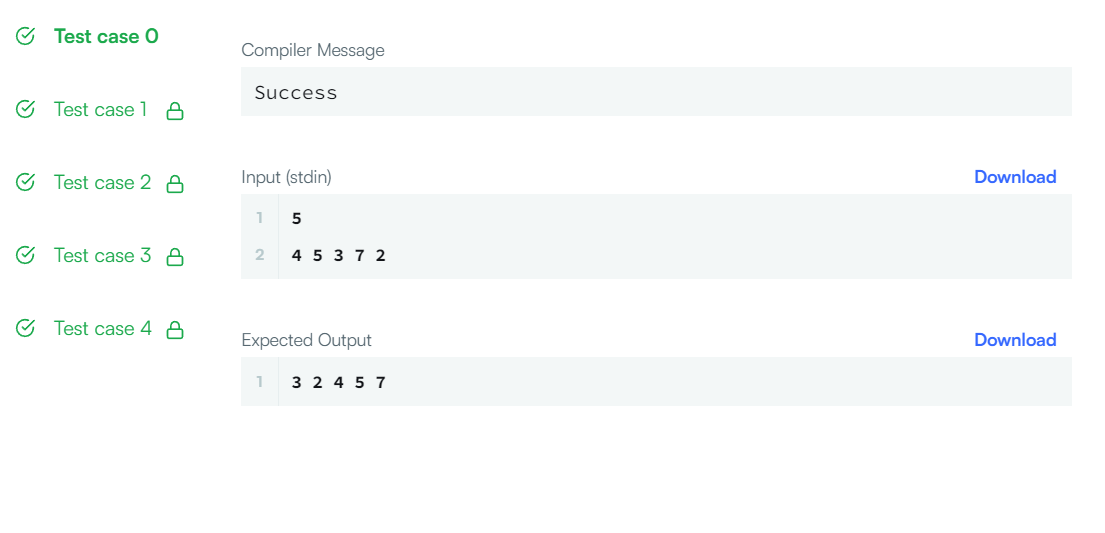 Test case 0
Test case 1
Test case 2
Test case 3
Test case 4
Compiler Message
Success
Input (stdin)
Download
1 5
2 4 5 3 7 2
Expected Output
Download
1 3 2 4 5 7